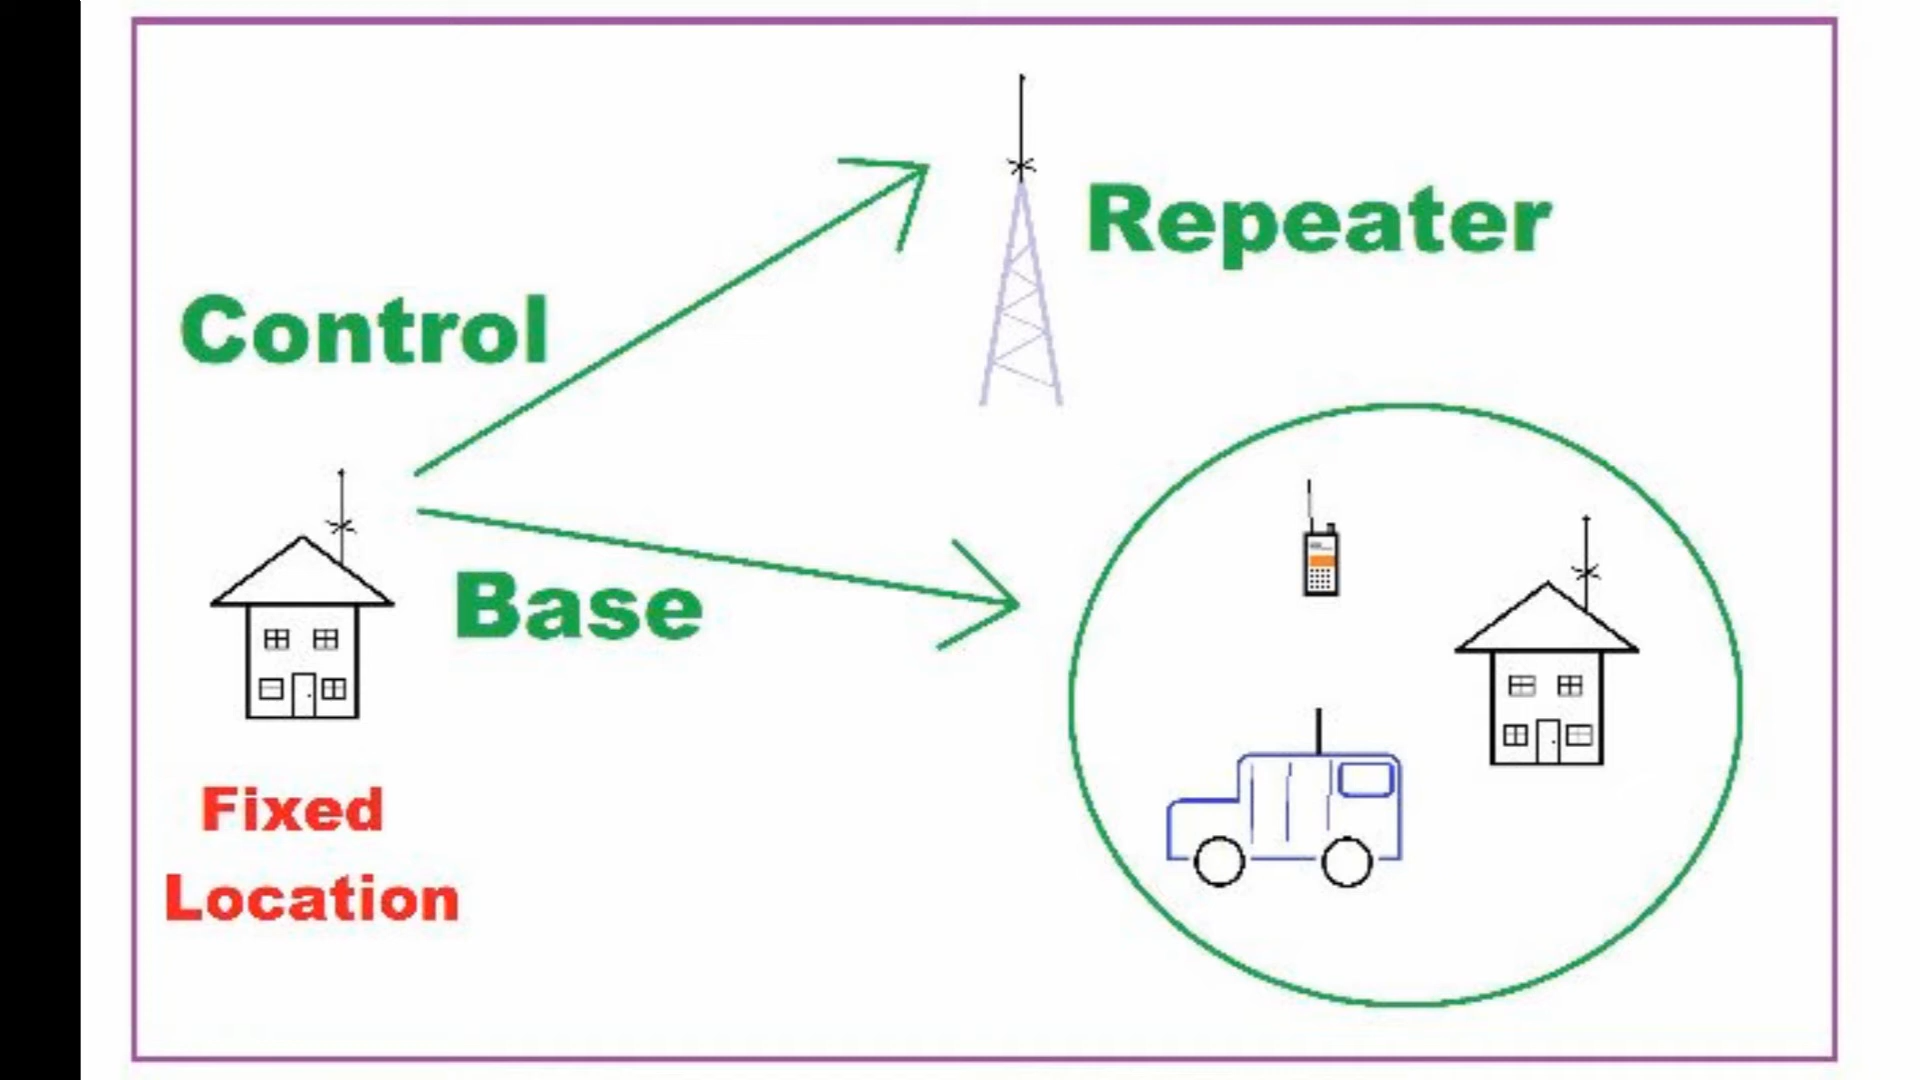 Repeater
Control
Base
Fixed
Location